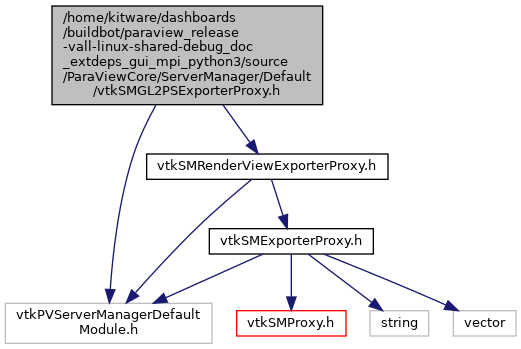 /home/kitware/dashboards
/buildbot/paraview_release
-vall-linux-shared-debug_doc
_extdeps_gui_mpi_python3/source
/ParaViewCore/ServerManager/Default
/vtkSMGL2PSExporterProxy.h
vtkSMRenderViewExporterProxy.h
vtkSMExporterProxy.h
vtkPVServerManagerDefault
Module.h
vtkSMProxy.h
string
vector